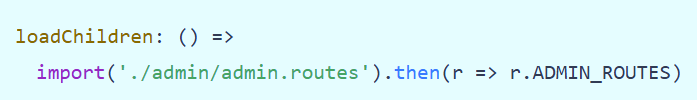 loadChildren: () =>
import('./admin/admin.routes').then(r => r.ADMIN_ROUTES)